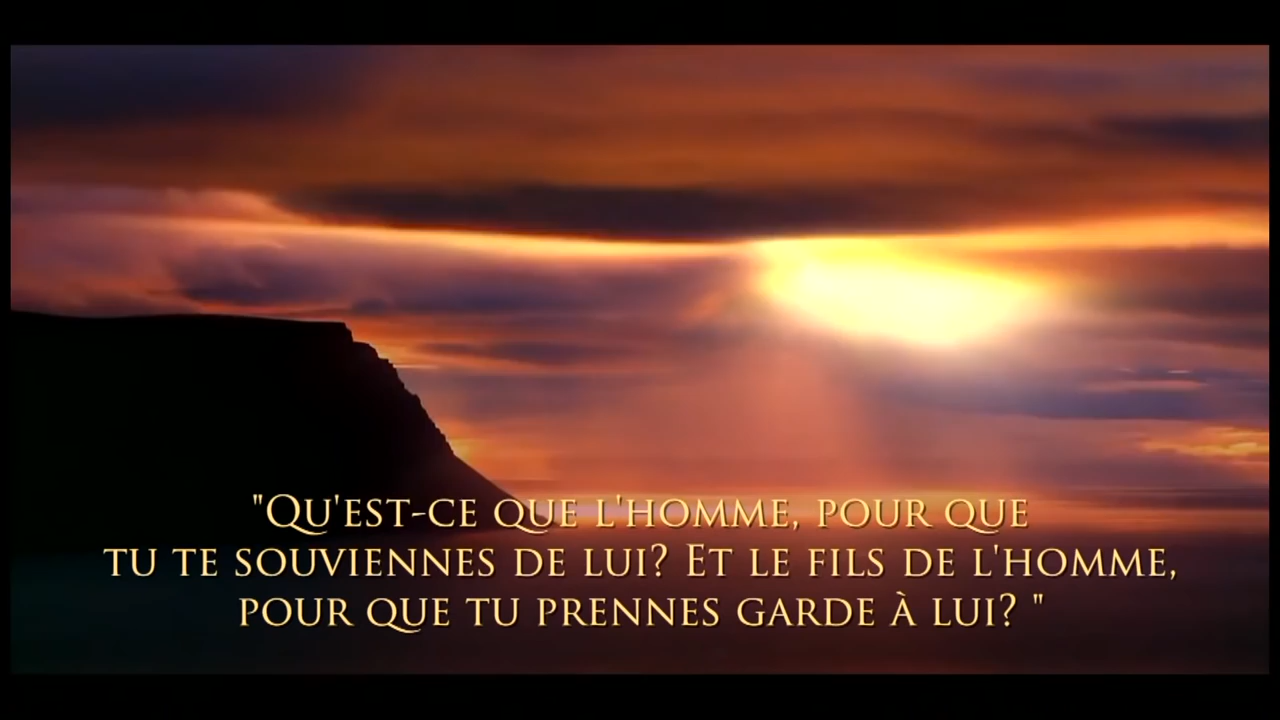 "Qu'est-ce que l'homme, pour que
tu te souviennes de lui? Et le fils de l'homme,
pour que tu prennes garde à lui? "